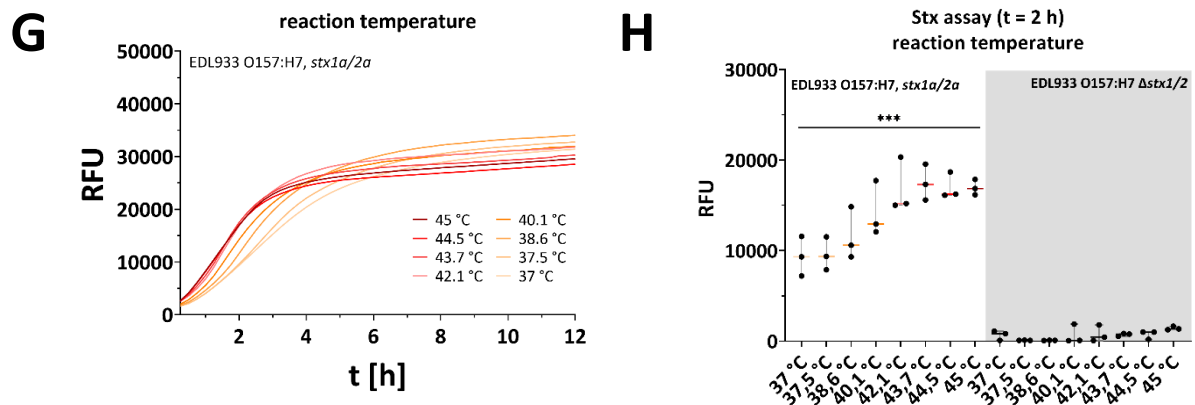 G
reaction temperature
EDL933 O157:H7, stx1a/2a
RFU
50000
40000
30000
20000
10000
0
45 °C
44.5 °C
43.7 °C
42.1 °C
40.1 °C
38.6 °C
37.5 °C
37 °C
2
4
6
8
10
12
t [h]
H
Stx assay (t = 2 h)
reaction temperature
EDL933 O157:H7, stx1a/2a
EDL933 O157:H7 Δstx1/2
***
RFU
30000
20000
10000
0
37 °C
37,5 °C
38,6 °C
40,1 °C
42,1 °C
43,7 °C
44,5 °C
45 °C
37 °C
37,5 °C
38,6 °C
40,1 °C
42,1 °C
43,7 °C
44,5 °C
45 °C